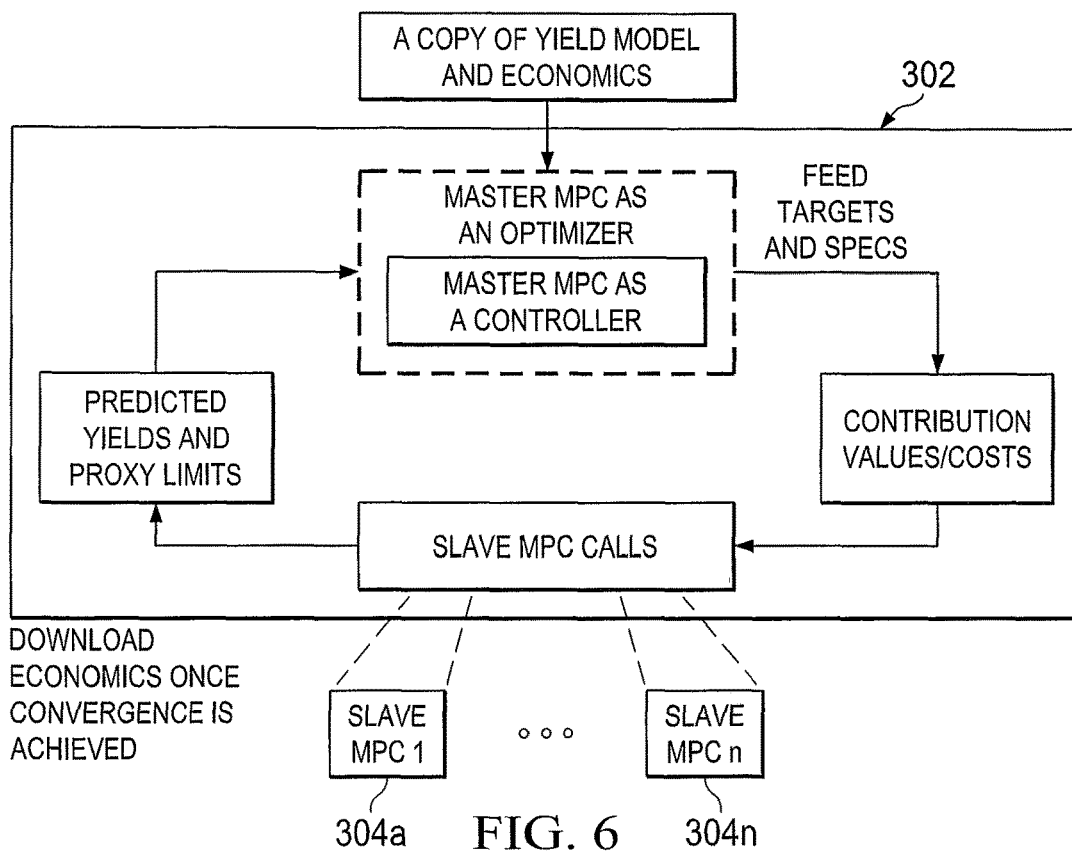 A COPY OF YIELD MODEL
AND ECONOMICS
302
MASTER MPC AS
AN OPTIMIZER
MASTER MPC AS
A CONTROLLER
FEED
TARGETS
AND SPECS
PREDICTED
YIELDS AND
PROXY LIMITS
CONTRIBUTION
VALUES/COSTS
SLAVE MPC CALLS
DOWNLOAD
ECONOMICS ONCE
CONVERGENCE IS
ACHIEVED
SLAVE
MPC 1
SLAVE
MPC n
304a
304n
FIG. 6